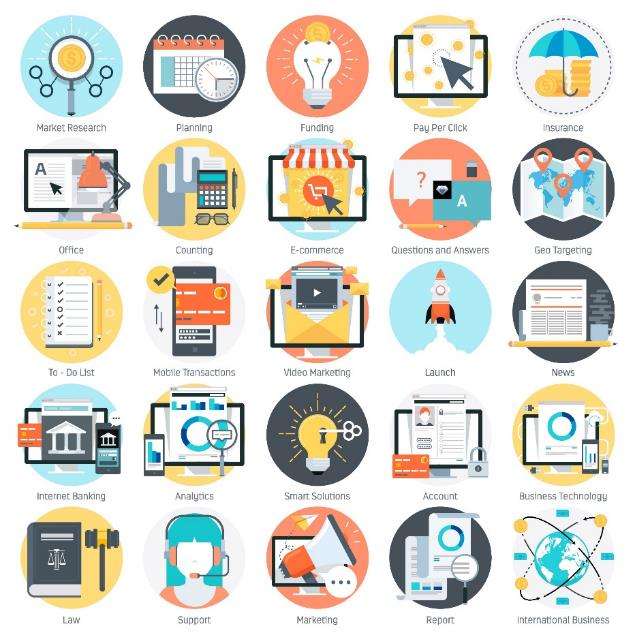 $
Market Research
Planning
Funding
Pay Per Click
Insurance
A
?
A
Office
Counting
E-commerce
Questions and Answers
Geo Targeting
To - Do List
Mobile Transactions
Video Marketing
Launch
News
Internet Banking
Analytics
Smart Solutions
Account
Business Technology
Law
Support
Marketing
Report
International Business